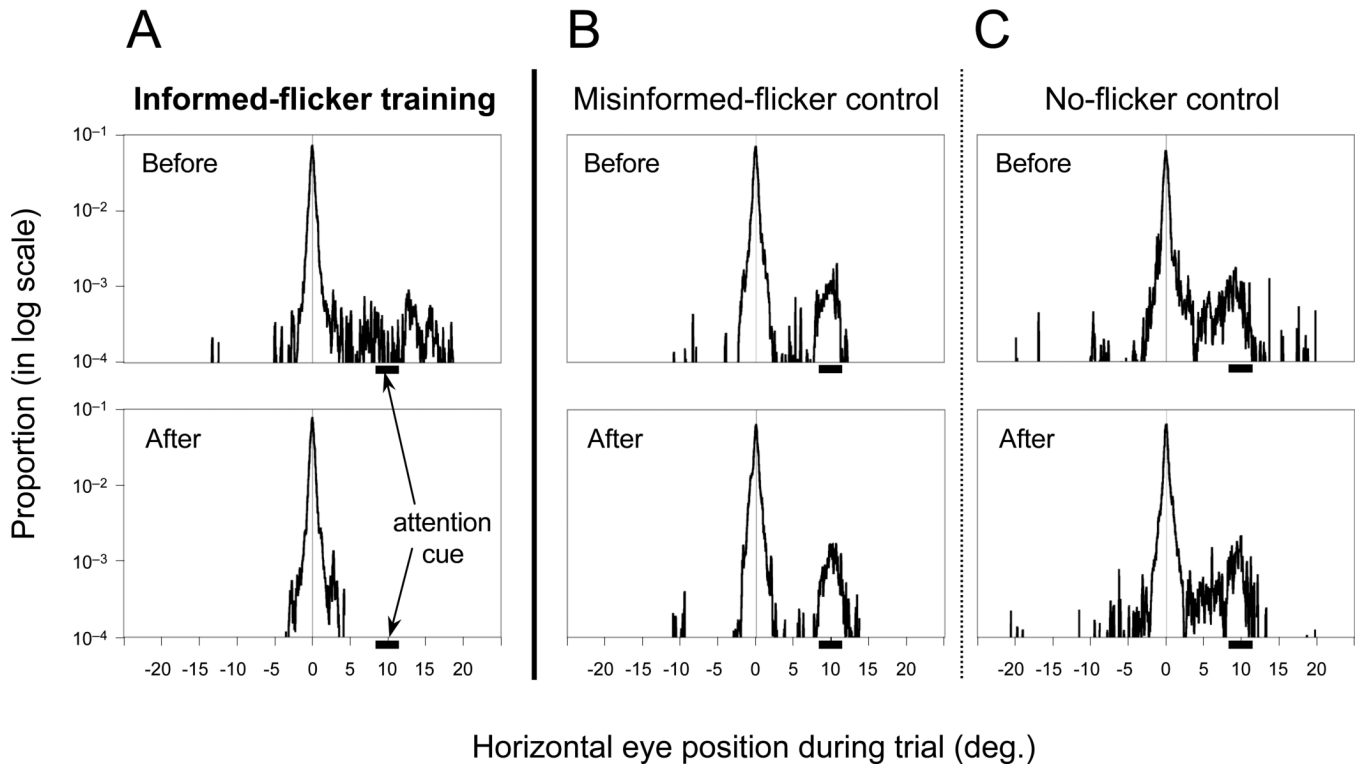 A
B
C
Informed-flicker training
Misinformed-flicker control
No-flicker control
Proportion (in log scale)
10⁻¹
10⁻²
10⁻³
10⁻⁴
Before
Before
Before
10⁻¹
10⁻²
10⁻³
10⁻⁴
After
After
After
attention
cue
-20 -15 -10 -5 0 5 10 15 20
-20 -15 -10 -5 0 5 10 15 20
-20 -15 -10 -5 0 5 10 15 20
Horizontal eye position during trial (deg.)